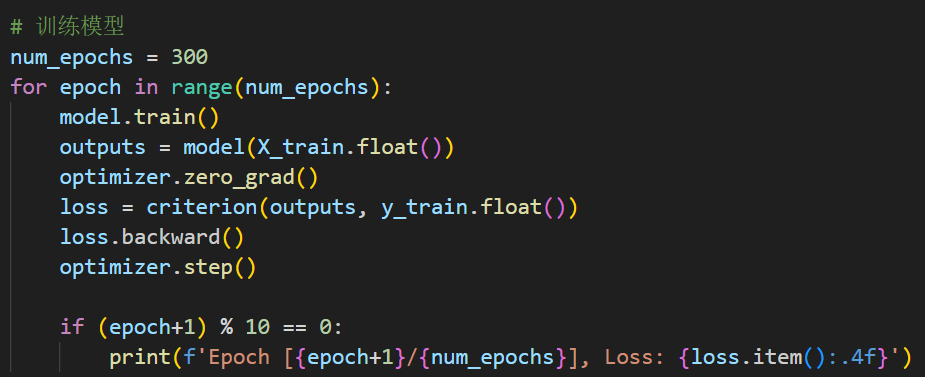 # 训练模型
num_epochs = 300
for epoch in range(num_epochs):
    model.train()
    outputs = model(X_train.float())
    optimizer.zero_grad()
    loss = criterion(outputs, y_train.float())
    loss.backward()
    optimizer.step()

    if (epoch+1) % 10 == 0:
        print(f'Epoch [{epoch+1}/{num_epochs}], Loss: {loss.item():.4f}')